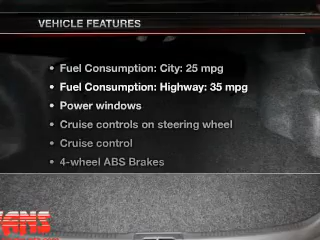 VEHICLE FEATURES
• Fuel Consumption: City: 25 mpg
• Fuel Consumption: Highway: 35 mpg
• Power windows
• Cruise controls on steering wheel
• Cruise control
• 4-wheel ABS Brakes